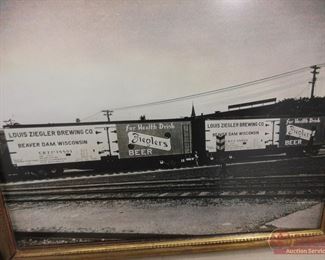 LOUIS ZIEGLER BREWING CO.
BEAVER DAM, WISCONSIN
For Health Drink
Ziegler's
BEER
LOUIS ZIEGLER BREWING CO.
BEAVER DAM, WISCONSIN
For Health Drink
Ziegler's
BEER
Auction Service